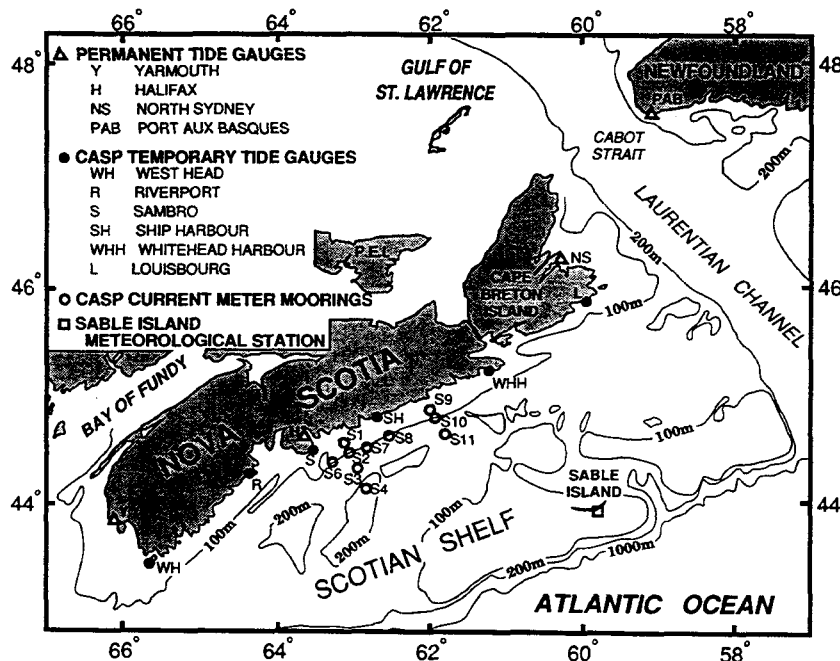 66 64 62 60 58
48
PERMANENT TIDE GAUGES
Y YARMOUTH
H HALIFAX
NS NORTH SYDNEY
PAB PORT AUX BASQUES
CASP TEMPORARY TIDE GAUGES
WH WEST HEAD
R RIVERPORT
S SAMBRO
SH SHIP HARBOUR
WHH WHITEHEAD HARBOUR
L LOUISBOURG
CASP CURRENT METER MOORINGS
SABLE ISLAND
METEOROLOGICAL STATION
GULF OF
ST. LAWRENCE
NEWFOUNDLAND
PAB
48
CABOT
STRAIT
200m
LAURENTIAN CHANNEL
200m
P.E.I.
NS
46
CAPE
BRETON
ISLAND
L
46
100m
BAY OF FUNDY
NOVA SCOTIA
WHH
SH
S9
S10
S11
100m
S1
S2
S7
S8
S
S6
S3
S4
R
44
SABLE
ISLAND
44
100m
200m
200m
100m
WH
SCOTIAN SHELF
200m
1000m
ATLANTIC OCEAN
66 64 62 60 58